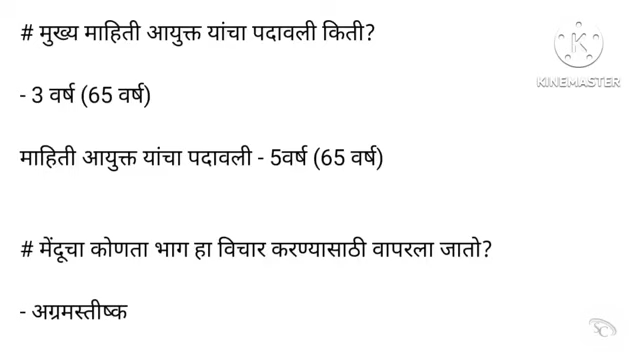 # मुख्य माहिती आयुक्त यांचा पदावली किती?
- 3 वर्ष (65 वर्ष)
माहिती आयुक्त यांचा पदावली - 5वर्ष (65 वर्ष)
# मेंदूचा कोणता भाग हा विचार करण्यासाठी वापरला जातो?
- अग्रमस्तीष्क
K
KINEMASTER
SC